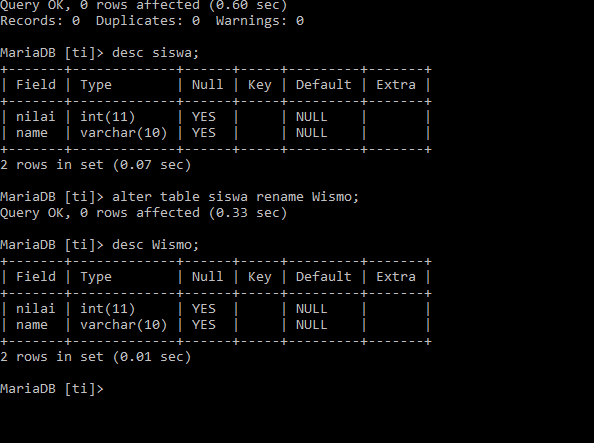 Query OK, 0 rows affected (0.60 sec)
Records: 0  Duplicates: 0  Warnings: 0

MariaDB [ti]> desc siswa;
+-------+-------------+------+-----+---------+-------+
| Field | Type        | Null | Key | Default | Extra |
+-------+-------------+------+-----+---------+-------+
| nilai | int(11)     | YES  |     | NULL    |       |
| name  | varchar(10) | YES  |     | NULL    |       |
+-------+-------------+------+-----+---------+-------+
2 rows in set (0.07 sec)

MariaDB [ti]> alter table siswa rename Wismo;
Query OK, 0 rows affected (0.33 sec)

MariaDB [ti]> desc Wismo;
+-------+-------------+------+-----+---------+-------+
| Field | Type        | Null | Key | Default | Extra |
+-------+-------------+------+-----+---------+-------+
| nilai | int(11)     | YES  |     | NULL    |       |
| name  | varchar(10) | YES  |     | NULL    |       |
+-------+-------------+------+-----+---------+-------+
2 rows in set (0.01 sec)

MariaDB [ti]>